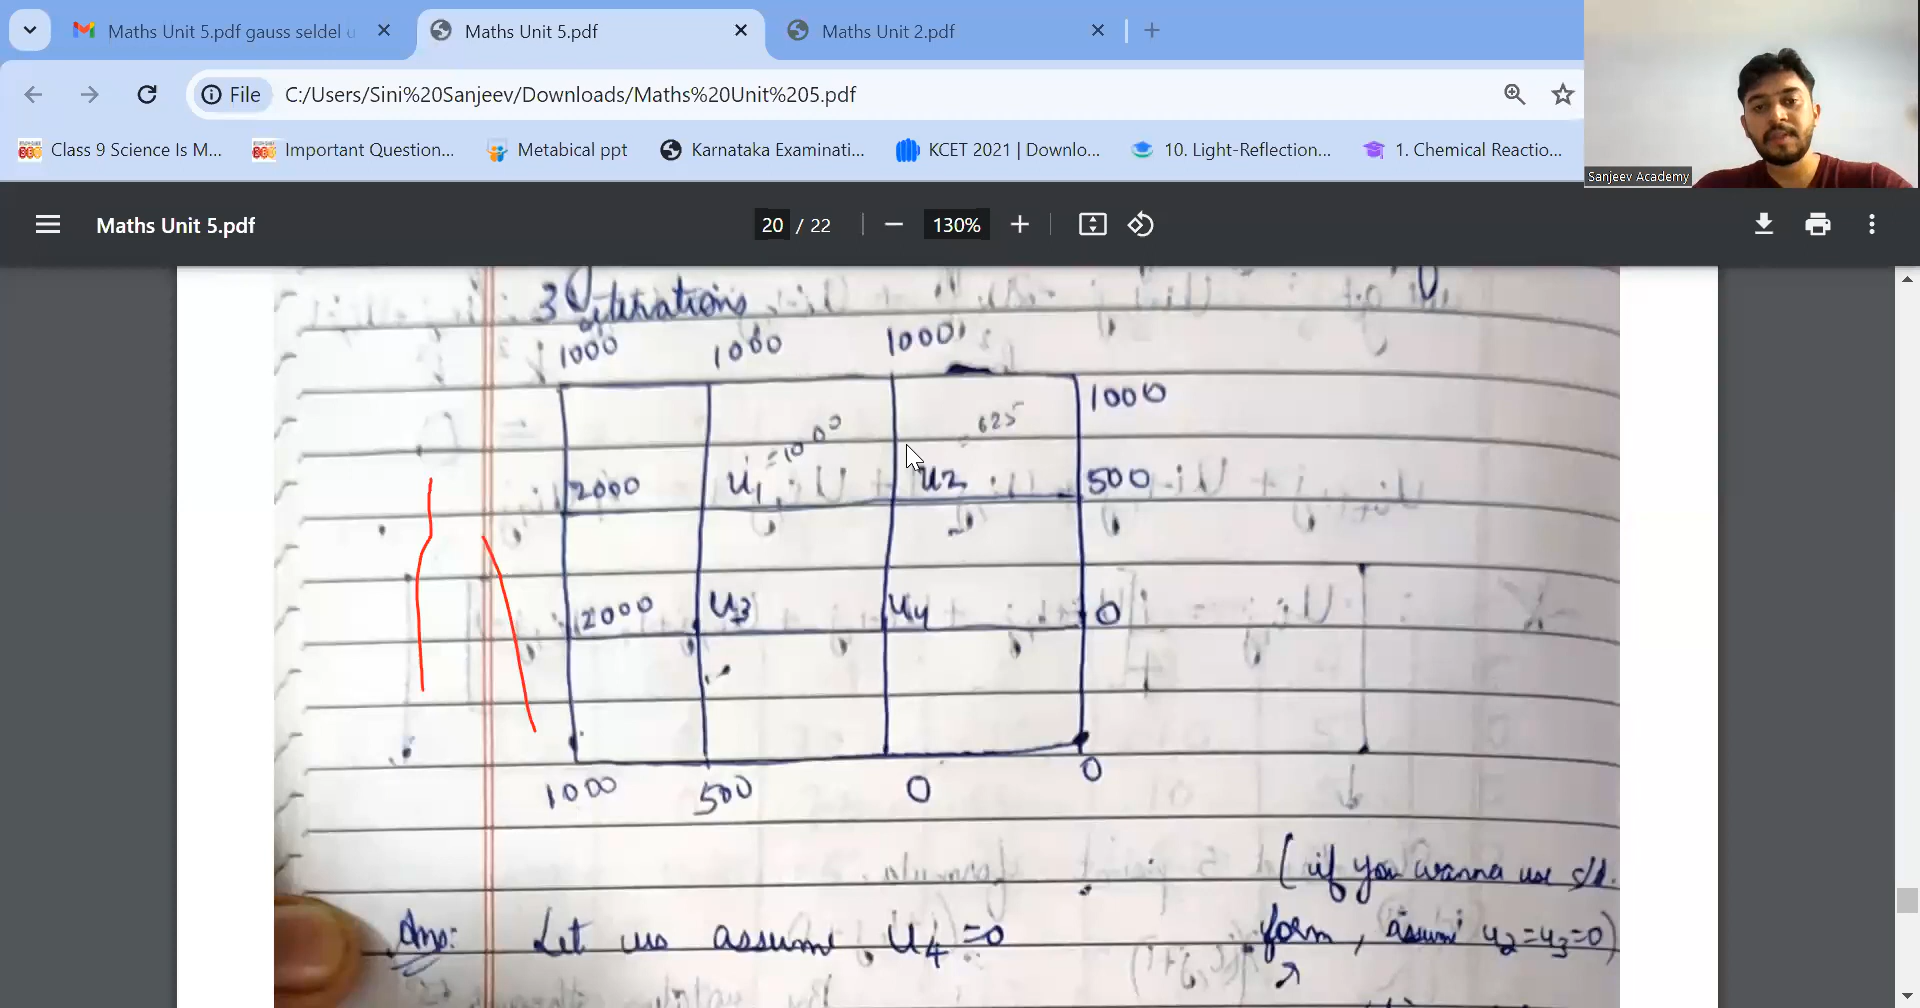 Maths Unit 5.pdf gauss seldel u
Maths Unit 5.pdf
Maths Unit 2.pdf
File
C:/Users/Sini%20Sanjeev/Downloads/Maths%20Unit%205.pdf
Class 9 Science Is M...
Important Question...
Metabical ppt
Karnataka Examinati...
KCET 2021 | Downlo...
10. Light-Reflection...
1. Chemical Reactio...
Sanjeev Academy
Maths Unit 5.pdf
20 / 22
130%
3 iterations
1000 1000 1000
1000
=1000 =625
2000 u1 u2 500
2000 u3 u4 0
1000 500 0 0
(if you wanna use s/d.
Ans: Let us assume u4=0 form, assume u2=u3=0)